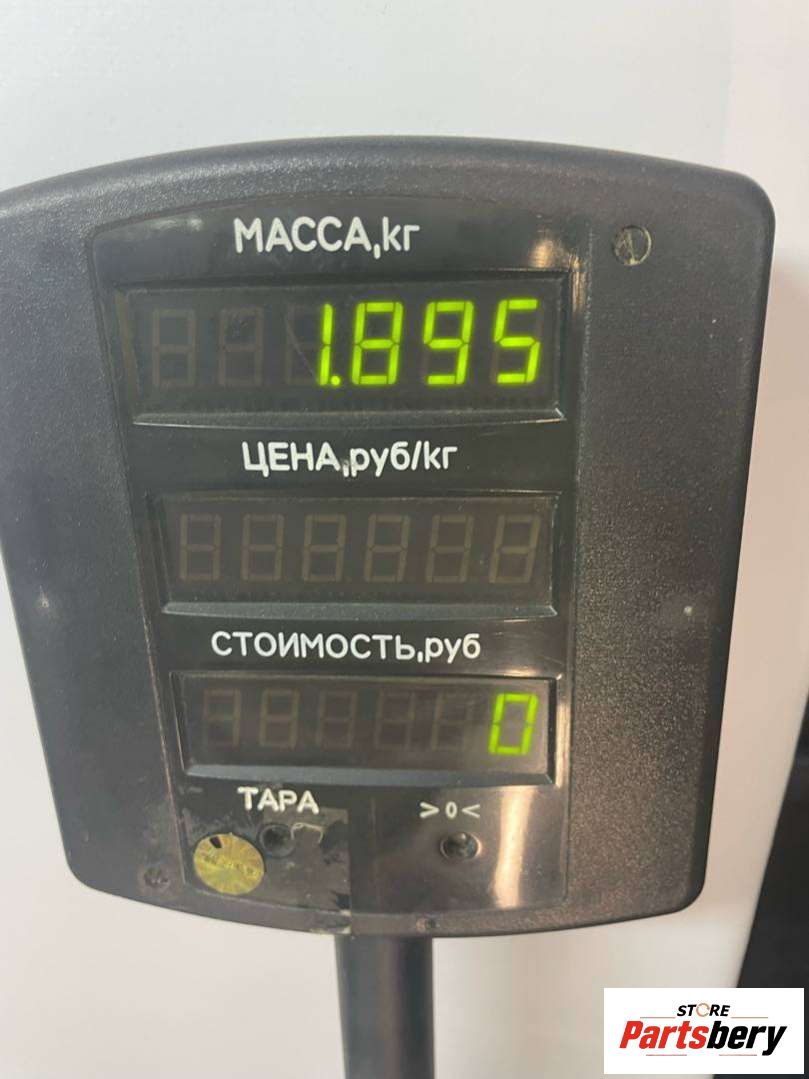 МАССА,кг
1.895
ЦЕНА,руб/кг
СТОИМОСТЬ,руб
0
ТАРА
>0<
STORE
Partsbery